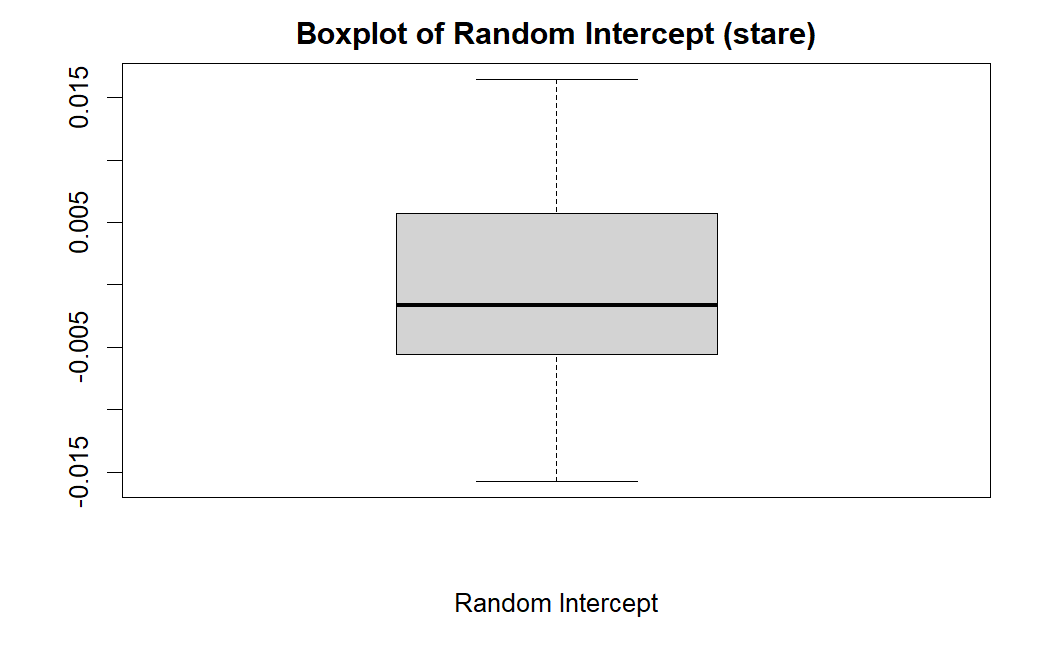 Boxplot of Random Intercept (stare)
0.015
0.005
-0.005
-0.015
Random Intercept